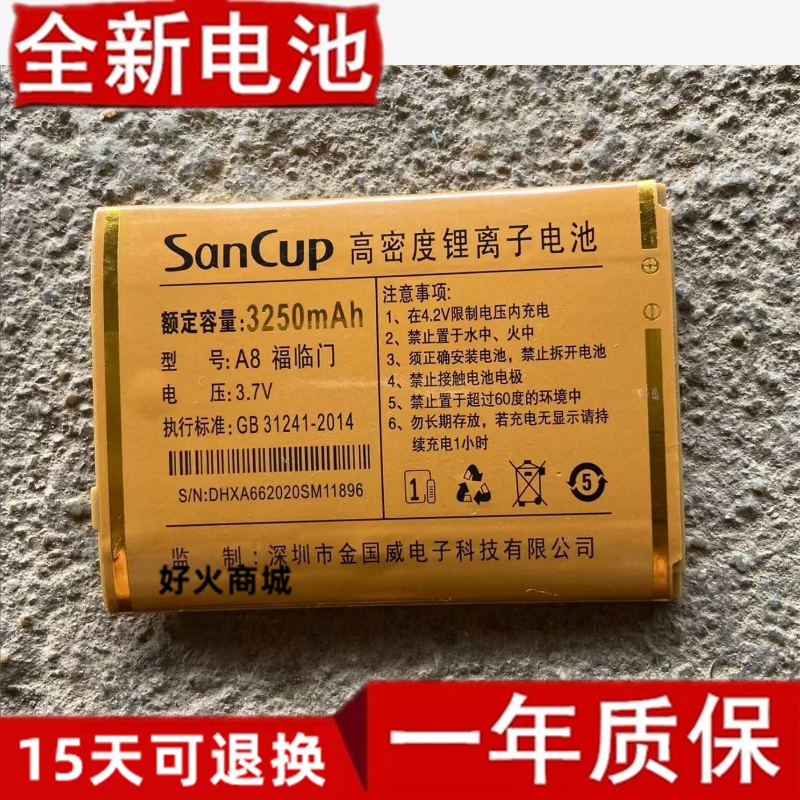 全新电池
SanCup 高密度锂离子电池
额定容量:3250mAh
型 号:A8 福临门
电 压:3.7V
执行标准:GB 31241-2014
S/N:DHXA662020SM11896
注意事项:
1、在4.2V限制电压内充电
2、禁止置于水中、火中
3、须正确安装电池，禁止拆开电池
4、禁止接触电池电极
5、禁止置于超过60度的环境中
6、勿长期存放，若充电无显示请持
续充电1小时
1
5
监 制:深圳市金国威电子科技有限公司
好火商城
15天可退换
一年质保